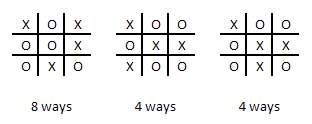 X O X X O O X O O
O O X O X X O X X
O X O O X O X O O
8 ways 4 ways 4 ways